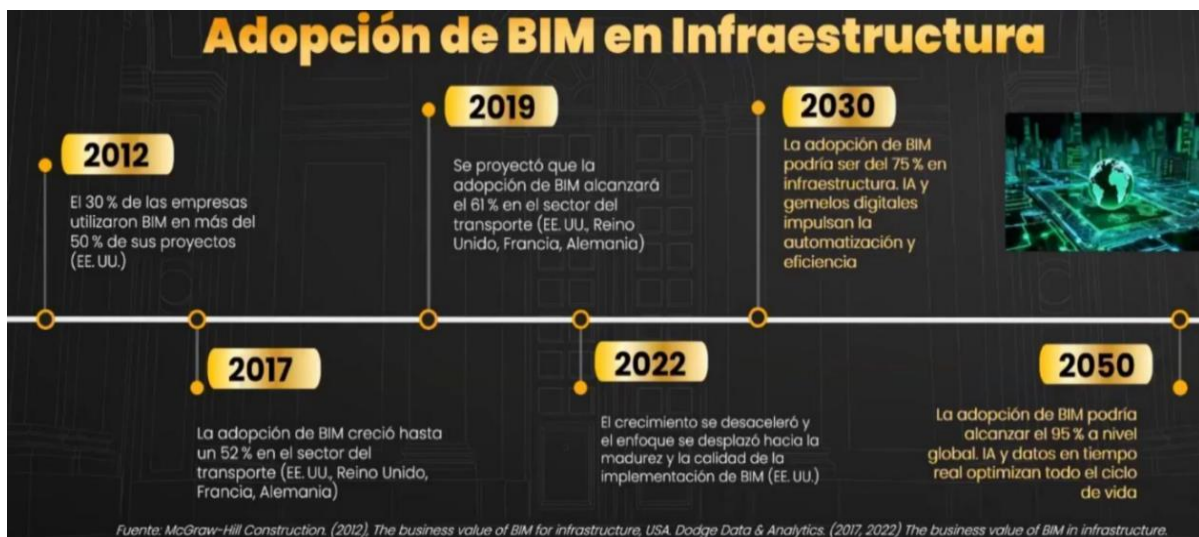 Adopción de BIM en Infraestructura
2012
El 30 % de las empresas
utilizaron BIM en más del
50 % de sus proyectos
(EE. UU.)
2017
La adopción de BIM creció hasta
un 52 % en el sector del
transporte (EE. UU., Reino Unido,
Francia, Alemania)
2019
Se proyectó que la
adopción de BIM alcanzará
el 61 % en el sector del
transporte (EE. UU., Reino
Unido, Francia, Alemania)
2022
El crecimiento se desaceleró y
el enfoque se desplazó hacia la
madurez y la calidad de la
implementación de BIM (EE. UU.)
2030
La adopción de BIM
podría ser del 75 % en
infraestructura. IA y
gemelos digitales
impulsan la
automatización y
eficiencia
2050
La adopción de BIM podría
alcanzar el 95 % a nivel
global. IA y datos en tiempo
real optimizan todo el ciclo
de vida
Fuente: McGraw-Hill Construction. (2012), The business value of BIM for infrastructure, USA. Dodge Data & Analytics. (2017, 2022) The business value of BIM in infrastructure.